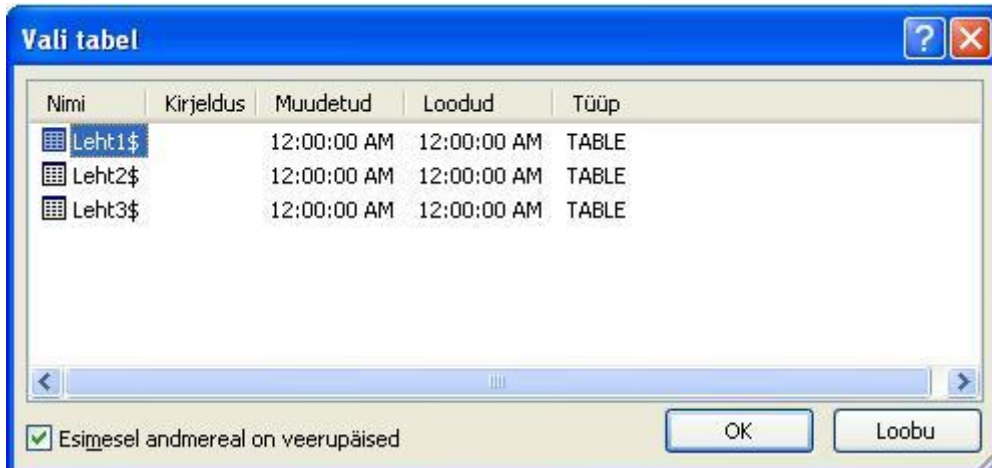 Vali tabel
Nimi Kirjeldus Muudetud Loodud Tüüp
Leht1$ 12:00:00 AM 12:00:00 AM TABLE
Leht2$ 12:00:00 AM 12:00:00 AM TABLE
Leht3$ 12:00:00 AM 12:00:00 AM TABLE
Esimesel andmereal on veerupäised OK Loobu